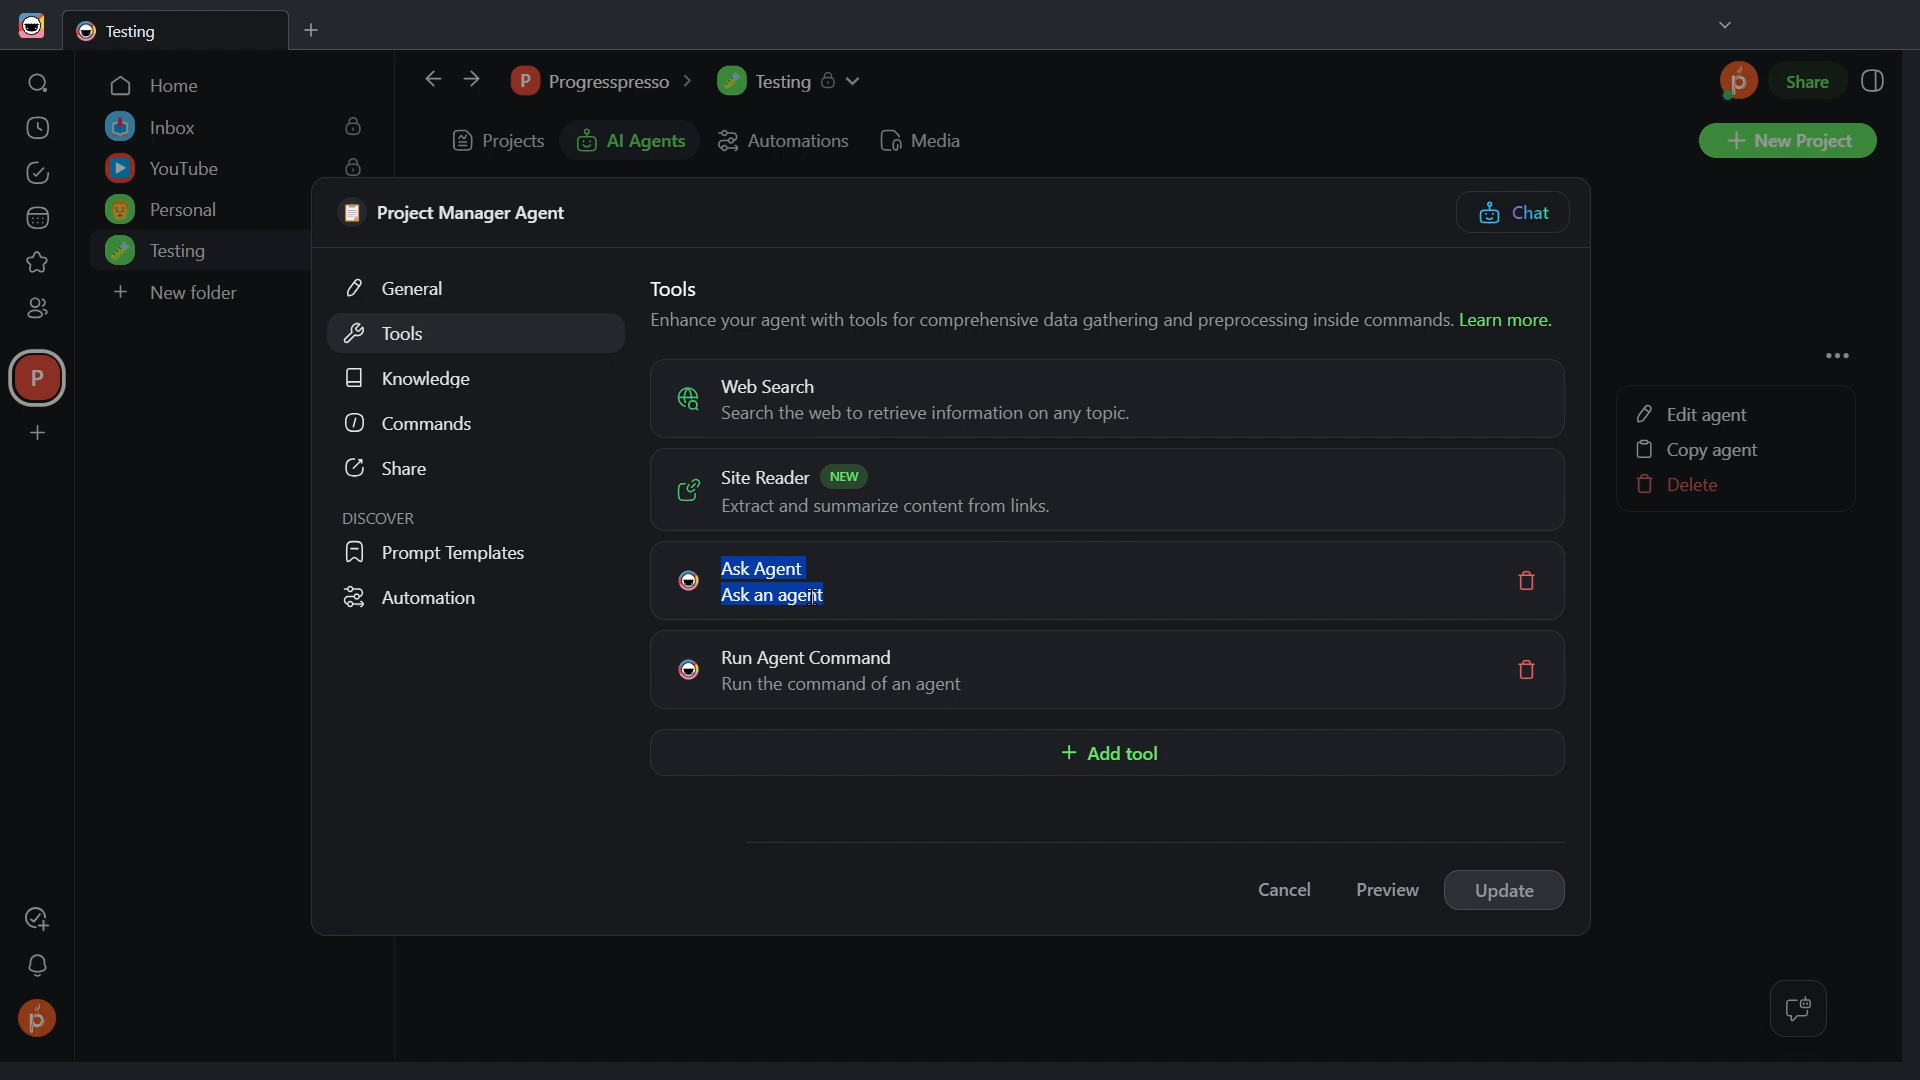 Testing
Home
Inbox
YouTube
Personal
Testing
New folder
P
P Progresspresso Testing
Share
Projects
AI Agents
Automations
Media
New Project
Project Manager Agent
Chat
General
Tools
Knowledge
Commands
Share
DISCOVER
Prompt Templates
Automation
Tools
Enhance your agent with tools for comprehensive data gathering and preprocessing inside commands. Learn more.
Web Search
Search the web to retrieve information on any topic.
Site Reader NEW
Extract and summarize content from links.
Ask Agent
Ask an agent
Run Agent Command
Run the command of an agent
Add tool
Cancel
Preview
Update
Edit agent
Copy agent
Delete